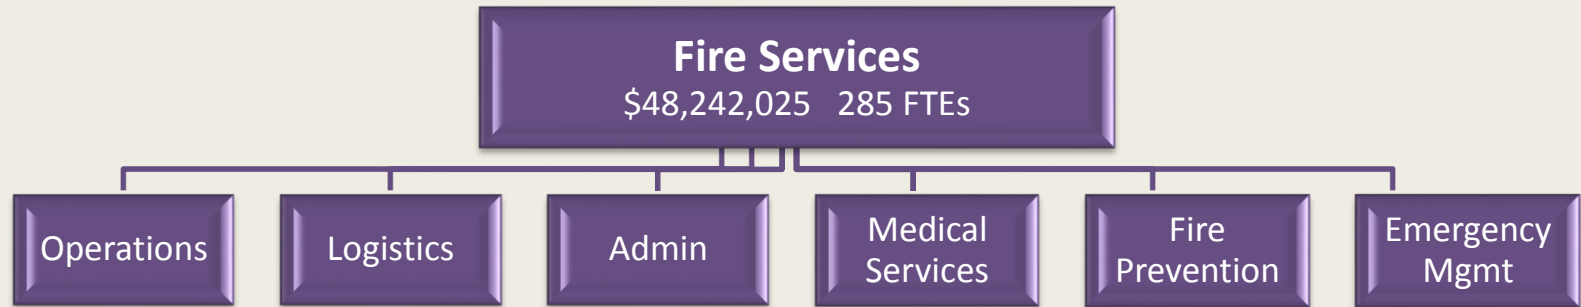 Fire Services
$48,242,025 285 FTEs
Operations
Logistics
Admin
Medical
Services
Fire
Prevention
Emergency
Mgmt